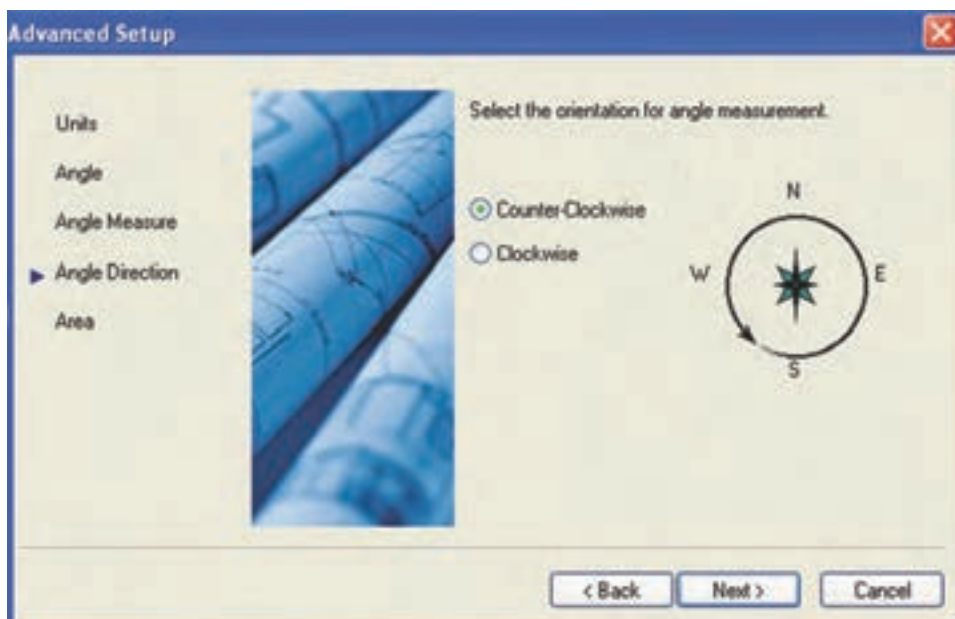 Advanced Setup
Units
Angle
Angle Measure
Angle Direction
Area
Select the orientation for angle measurement.
Counter-Clockwise
Clockwise
N
W
E
S
< Back
Next >
Cancel